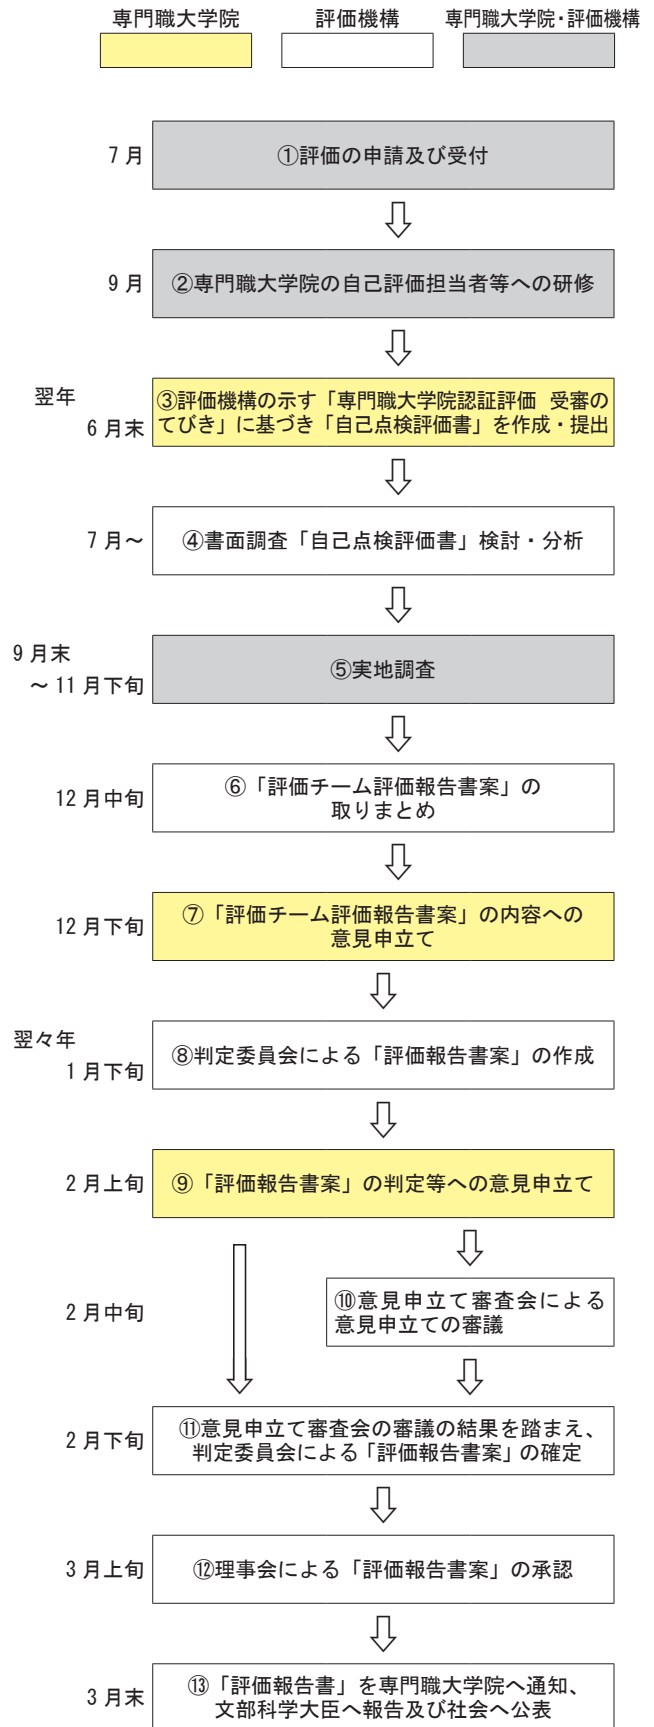 専門職大学院
評価機構
専門職大学院・評価機構
7月
①評価の申請及び受付
9月
②専門職大学院の自己評価担当者等への研修
翌年
6月末
③評価機構の示す「専門職大学院認証評価 受審の
てびき」に基づき「自己点検評価書」を作成・提出
7月～
④書面調査「自己点検評価書」検討・分析
9月末
～11月下旬
⑤実地調査
12月中旬
⑥「評価チーム評価報告書案」の
取りまとめ
12月下旬
⑦「評価チーム評価報告書案」の内容への
意見申立て
翌々年
1月下旬
⑧判定委員会による「評価報告書案」の作成
2月上旬
⑨「評価報告書案」の判定等への意見申立て
2月中旬
⑩意見申立て審査会による
意見申立ての審議
2月下旬
⑪意見申立て審査会の審議の結果を踏まえ、
判定委員会による「評価報告書案」の確定
3月上旬
⑫理事会による「評価報告書案」の承認
3月末
⑬「評価報告書」を専門職大学院へ通知、
文部科学大臣へ報告及び社会へ公表